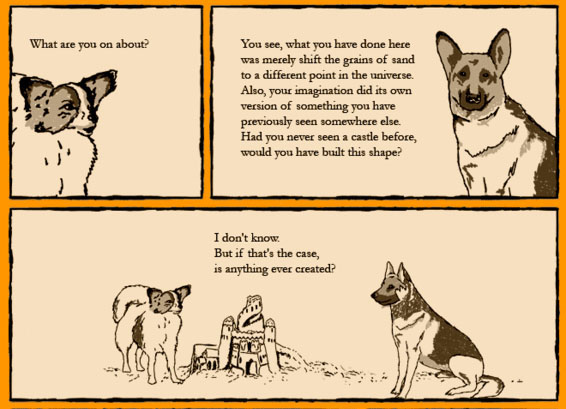 What are you on about?
You see, what you have done here
was merely shift the grains of sand
to a different point in the universe.
Also, your imagination did its own
version of something you have
previously seen somewhere else.
Had you never seen a castle before,
would you have built this shape?
I don't know.
But if that's the case,
is anything ever created?